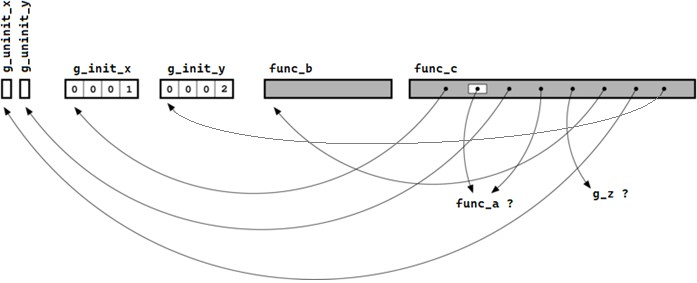 g_uninit_x
g_uninit_y
g_init_x
g_init_y
func_b
func_c
0 0 0 1
0 0 0 2
func_a ?
g_z ?